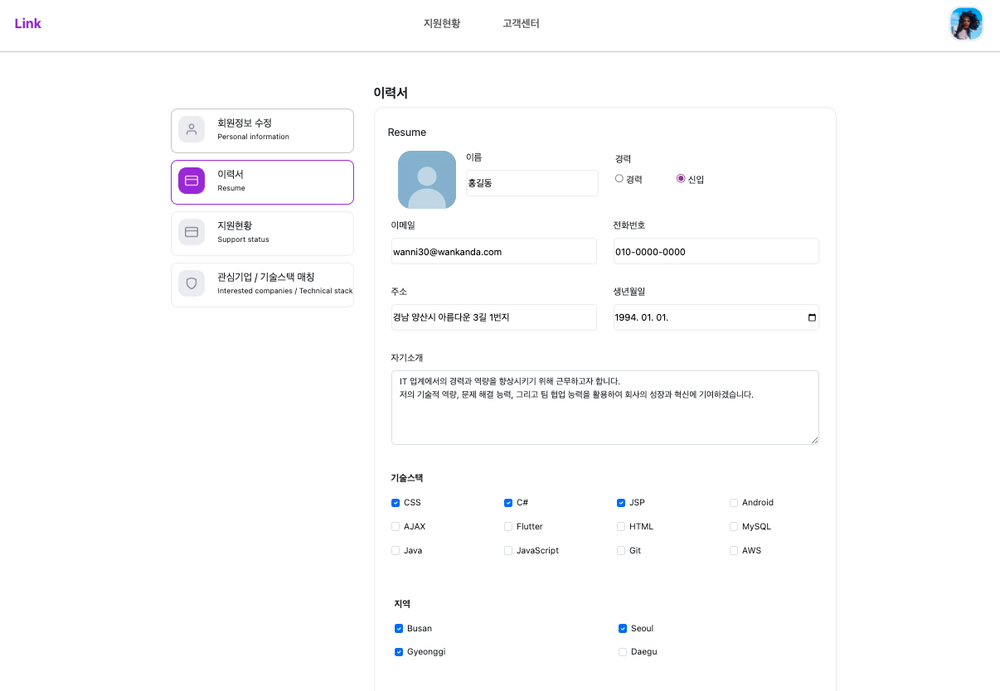 Link
지원현황
고객센터
이력서
회원정보 수정
Personal information
이력서
Resume
지원현황
Support status
관심기업 / 기술스택 매칭
Interested companies / Technical stack
Resume
이름
홍길동
경력
경력
신입
이메일
wanni30@wankanda.com
전화번호
010-0000-0000
주소
경남 양산시 아름다운 3길 1번지
생년월일
1994. 01. 01.
자기소개
IT 업계에서의 경력과 역량을 향상시키기 위해 근무하고자 합니다.
저의 기술적 역량, 문제 해결 능력, 그리고 팀 협업 능력을 활용하여 회사의 성장과 혁신에 기여하겠습니다.
기술스택
CSS
C#
JSP
Android
AJAX
Flutter
HTML
MySQL
Java
JavaScript
Git
AWS
지역
Busan
Seoul
Gyeonggi
Daegu